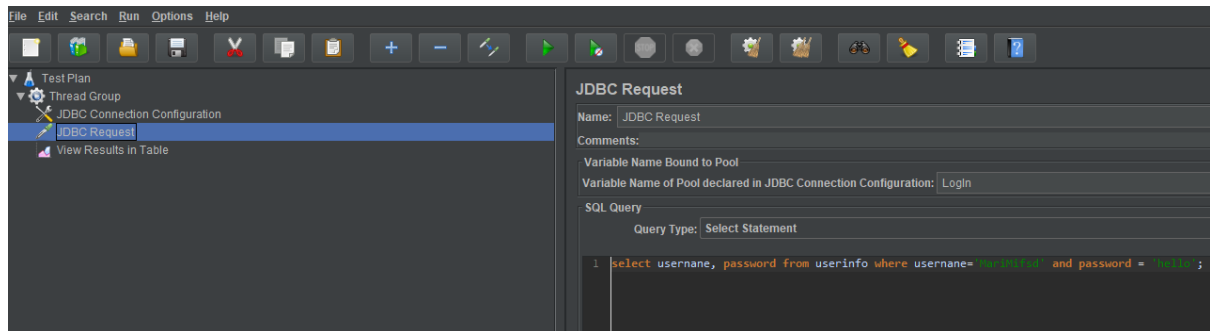 File Edit Search Run Options Help
Test Plan
Thread Group
JDBC Connection Configuration
JDBC Request
View Results in Table
JDBC Request
Name: JDBC Request
Comments:
Variable Name Bound to Pool
Variable Name of Pool declared in JDBC Connection Configuration: LogIn
SQL Query
Query Type: Select Statement
1 select usernane, password from userinfo where usernane='MariMifsd' and password = 'hello';